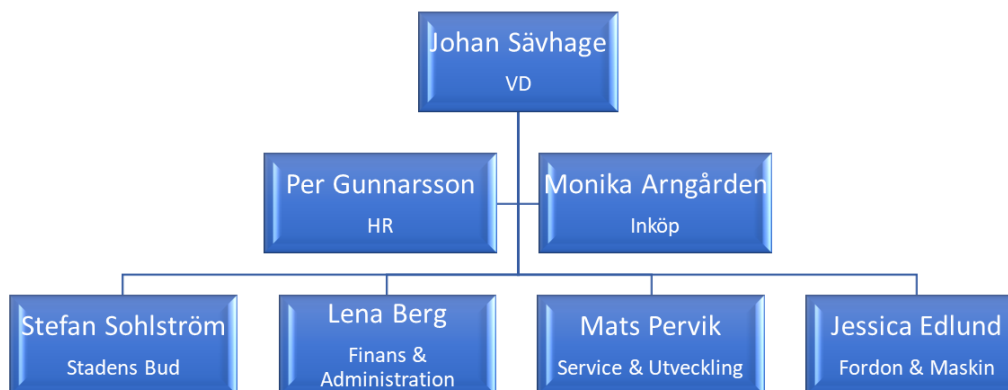 Johan Sävhage
VD
Per Gunnarsson
HR
Monika Arngården
Inköp
Stefan Sohlström
Stadens Bud
Lena Berg
Finans &
Administration
Mats Pervik
Service & Utveckling
Jessica Edlund
Fordon & Maskin